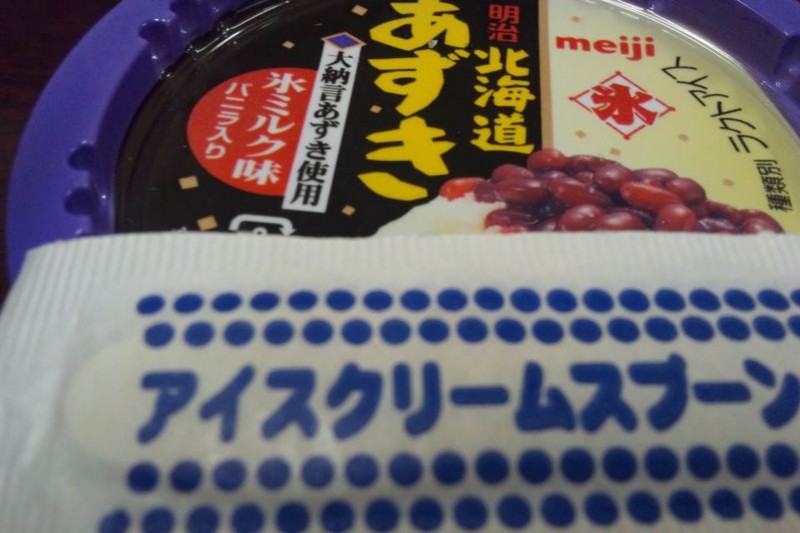 明治
北海道
あずき
大納言あずき使用
氷ミルク味
バニラ入り
meiji
氷
種類別
ラクトアイス
アイスクリームスプーン